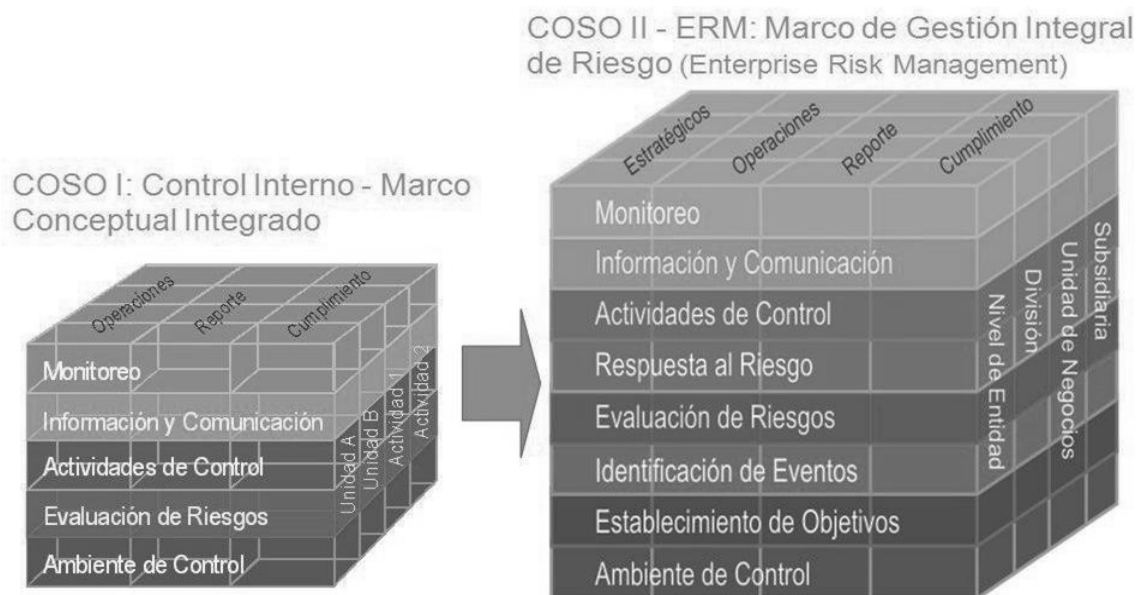 COSO II - ERM: Marco de Gestión Integral
de Riesgo (Enterprise Risk Management)
COSO I: Control Interno - Marco
Conceptual Integrado
Operaciones
Reporte
Cumplimiento
Monitoreo
Información y Comunicación
Actividades de Control
Evaluación de Riesgos
Ambiente de Control
Unidad A
Unidad B
Actividad 1
Actividad 2
Estratégicos
Operaciones
Reporte
Cumplimiento
Monitoreo
Información y Comunicación
Actividades de Control
Respuesta al Riesgo
Evaluación de Riesgos
Identificación de Eventos
Establecimiento de Objetivos
Ambiente de Control
Nivel de Entidad
División
Unidad de Negocios
Subsidiaria